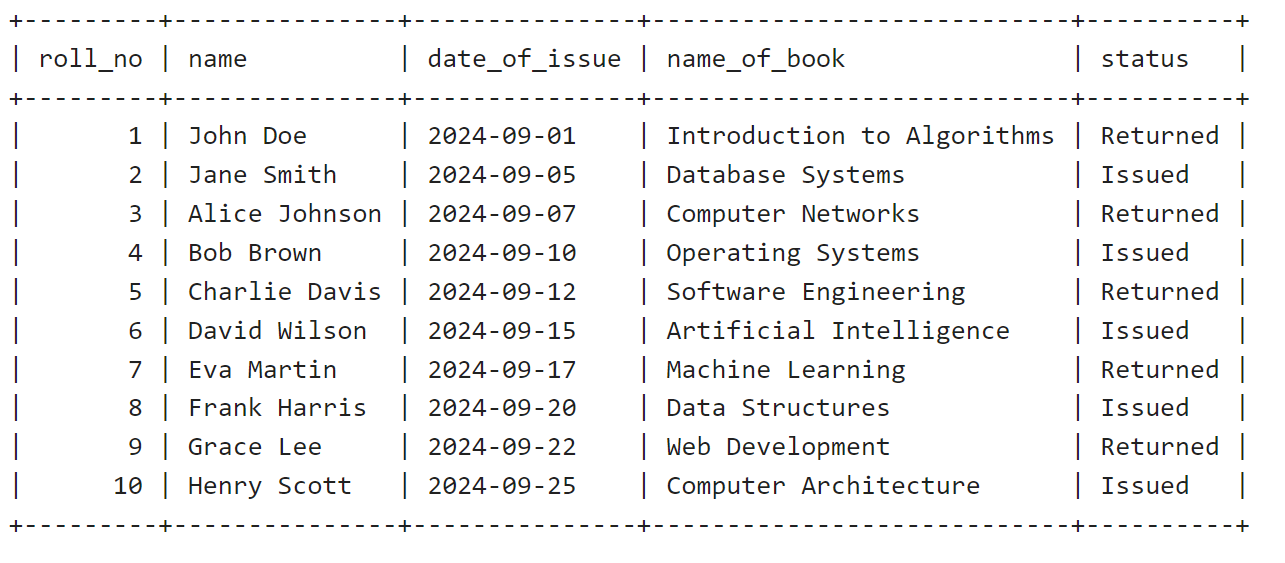 +---------+---------------+---------------+----------------------------+----------+
| roll_no | name          | date_of_issue | name_of_book               | status   |
+---------+---------------+---------------+----------------------------+----------+
|       1 | John Doe      | 2024-09-01    | Introduction to Algorithms | Returned |
|       2 | Jane Smith    | 2024-09-05    | Database Systems           | Issued   |
|       3 | Alice Johnson | 2024-09-07    | Computer Networks          | Returned |
|       4 | Bob Brown     | 2024-09-10    | Operating Systems          | Issued   |
|       5 | Charlie Davis | 2024-09-12    | Software Engineering       | Returned |
|       6 | David Wilson  | 2024-09-15    | Artificial Intelligence    | Issued   |
|       7 | Eva Martin    | 2024-09-17    | Machine Learning           | Returned |
|       8 | Frank Harris  | 2024-09-20    | Data Structures            | Issued   |
|       9 | Grace Lee     | 2024-09-22    | Web Development            | Returned |
|      10 | Henry Scott   | 2024-09-25    | Computer Architecture      | Issued   |
+---------+---------------+---------------+----------------------------+----------+